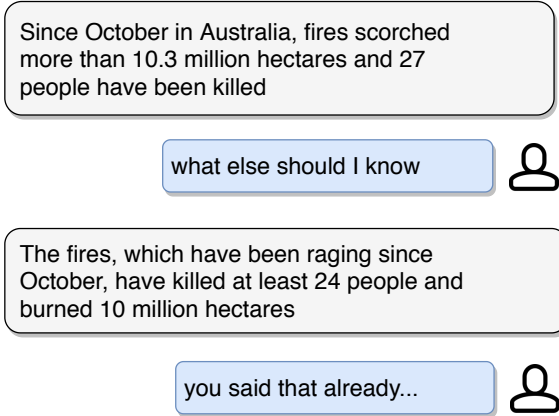 Since October in Australia, fires scorched
more than 10.3 million hectares and 27
people have been killed
what else should I know
The fires, which have been raging since
October, have killed at least 24 people and
burned 10 million hectares
you said that already...